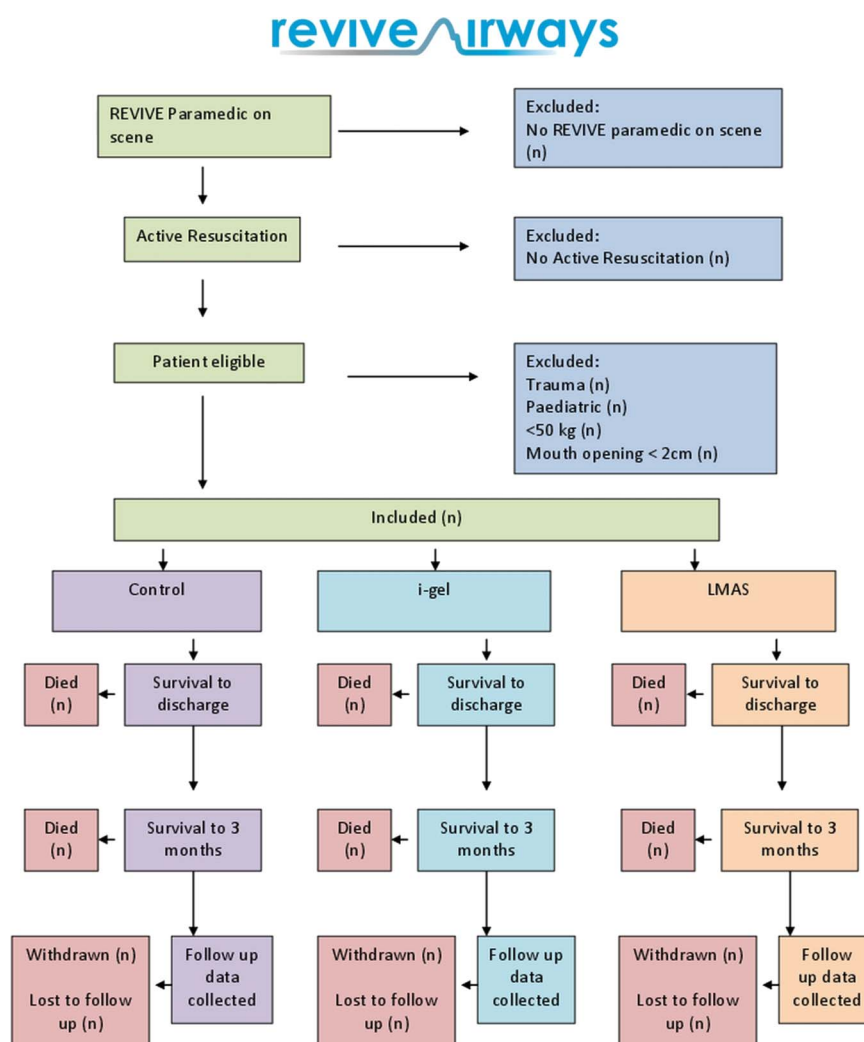 revive Airways
REVIVE Paramedic on
scene
Excluded:
No REVIVE paramedic on scene
(n)
Active Resuscitation
Excluded:
No Active Resuscitation (n)
Patient eligible
Excluded:
Trauma (n)
Paediatric (n)
<50 kg (n)
Mouth opening < 2cm (n)
Included (n)
Control
i-gel
LMAS
Died
(n)
Survival to
discharge
Died
(n)
Survival to
discharge
Died
(n)
Survival to
discharge
Died
(n)
Survival to 3
months
Died
(n)
Survival to 3
months
Died
(n)
Survival to 3
months
Withdrawn (n)
Lost to follow
up (n)
Follow up
data
collected
Withdrawn (n)
Lost to follow
up (n)
Follow up
data
collected
Withdrawn (n)
Lost to follow
up (n)
Follow
up data
collected